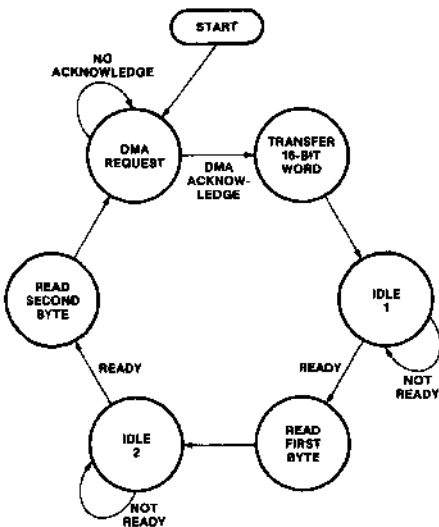 START
NO
ACKNOWLEDGE
DMA
REQUEST
DMA
ACKNOW-
LEDGE
TRANSFER
16-BIT
WORD
READ
SECOND
BYTE
IDLE
1
READY
READY
NOT
READY
IDLE
2
READ
FIRST
BYTE
NOT
READY